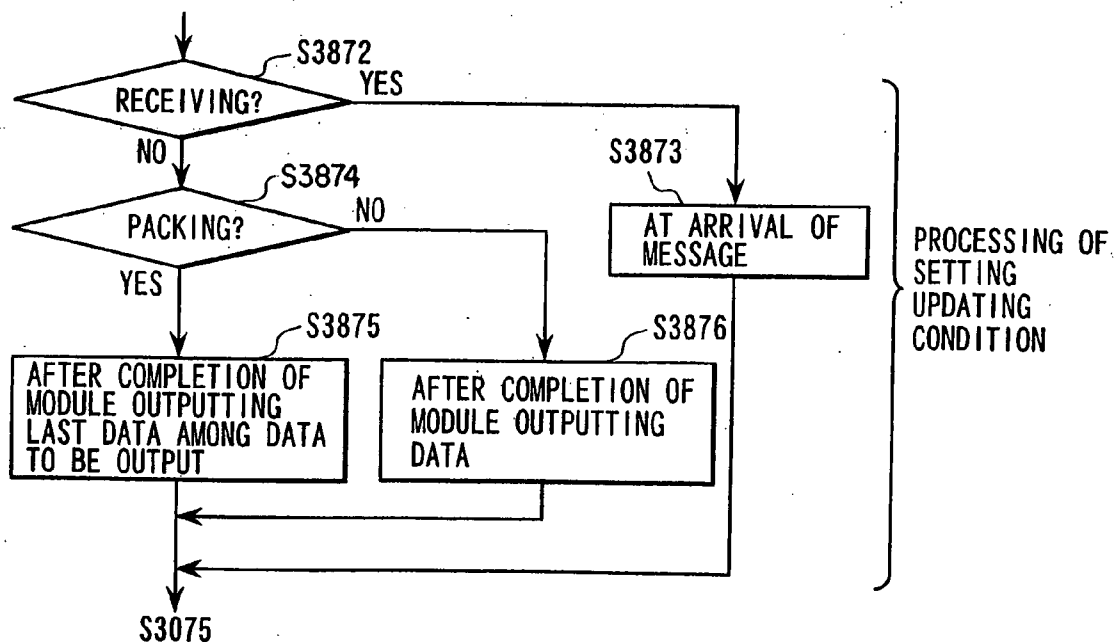 S3872
RECEIVING?
YES
NO
S3873
S3874
PACKING?
NO
AT ARRIVAL OF
MESSAGE
YES
PROCESSING OF
SETTING
UPDATING
CONDITION
S3875
S3876
AFTER COMPLETION OF
MODULE OUTPUTTING
LAST DATA AMONG DATA
TO BE OUTPUT
AFTER COMPLETION OF
MODULE OUTPUTTING
DATA
S3075